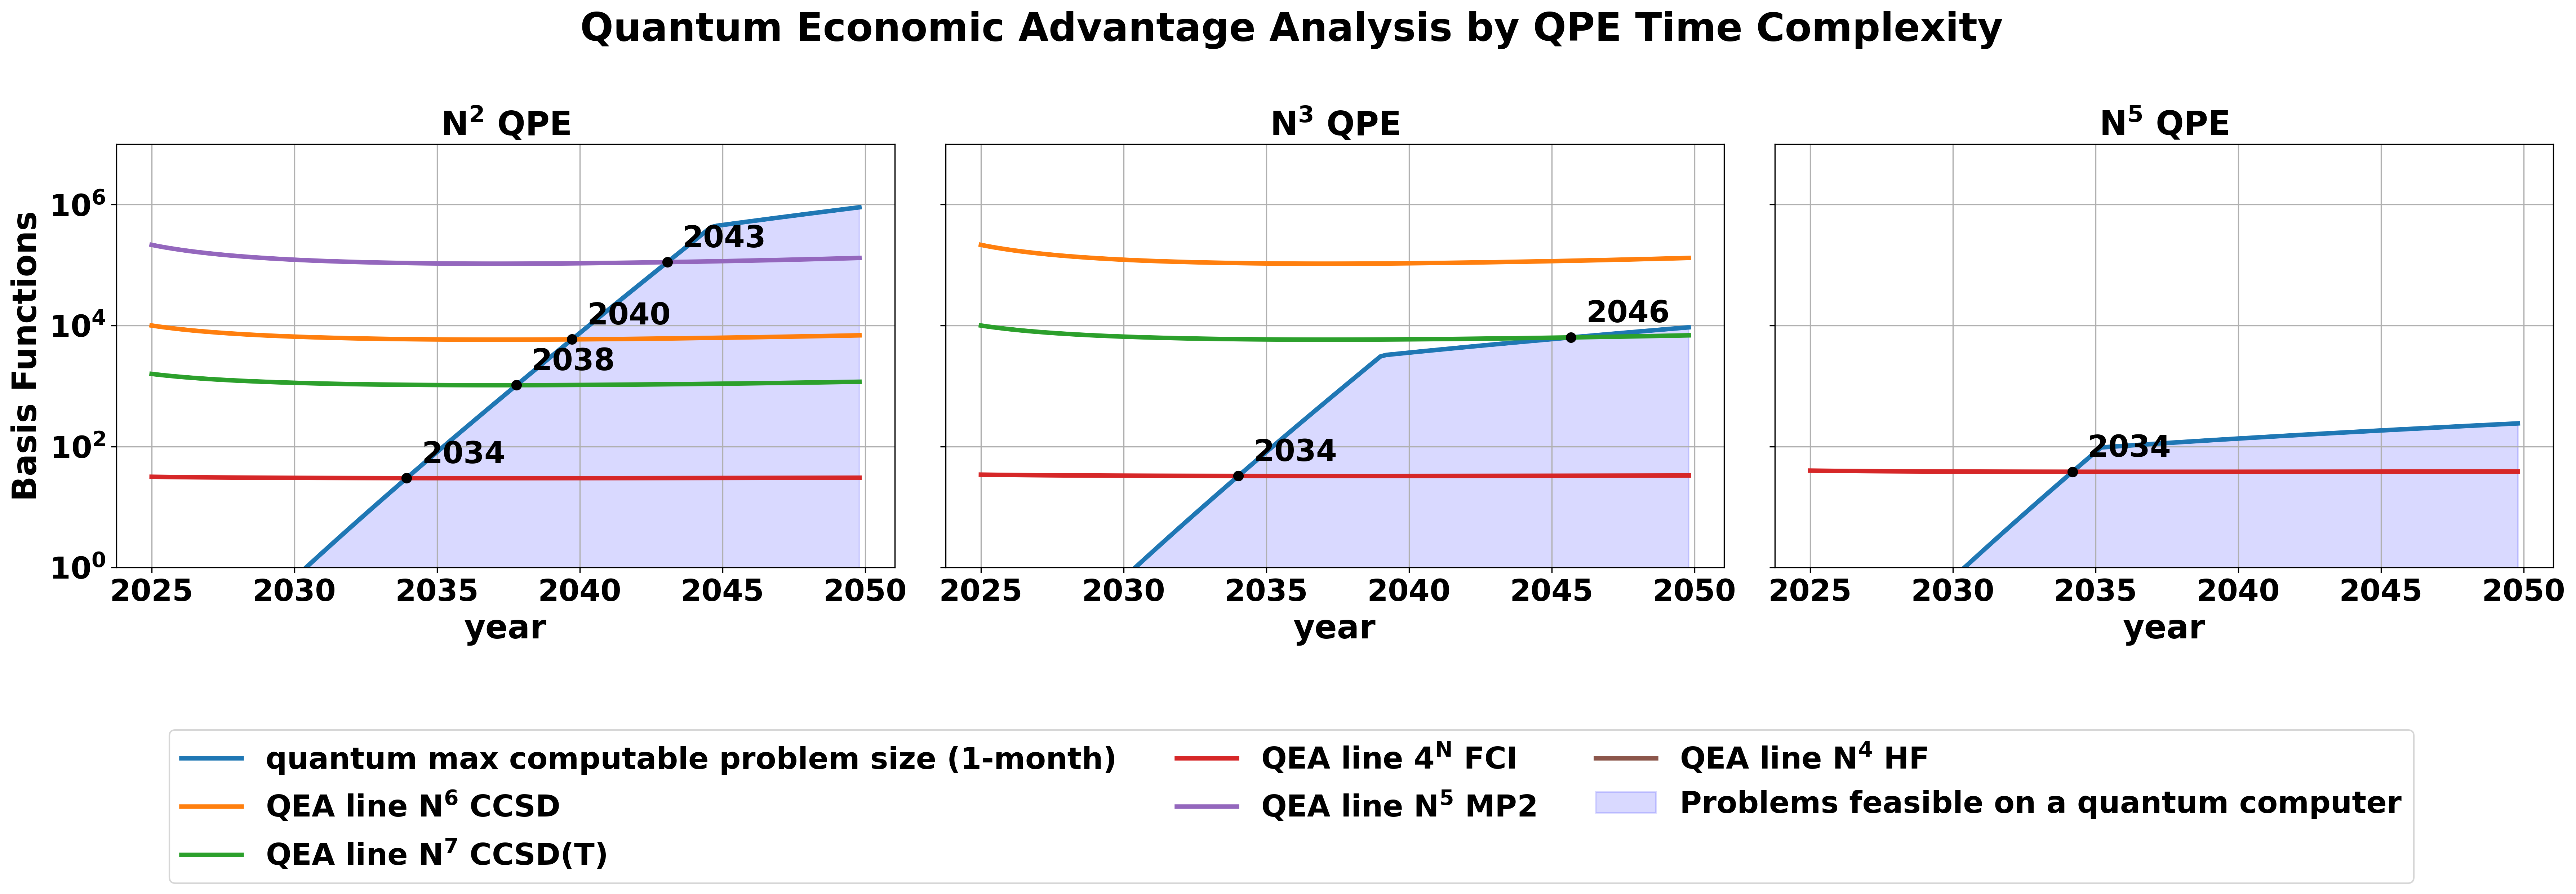 Quantum Economic Advantage Analysis by QPE Time Complexity
N² QPE
N³ QPE
N⁵ QPE
Basis Functions
10⁶
10⁴
10²
10⁰
2043
2040
2038
2034
2046
2034
2034
2025 2030 2035 2040 2045 2050
2025 2030 2035 2040 2045 2050
2025 2030 2035 2040 2045 2050
year
year
year
quantum max computable problem size (1-month)
QEA line N⁶ CCSD
QEA line N⁷ CCSD(T)
QEA line 4ᴺ FCI
QEA line N⁵ MP2
QEA line N⁴ HF
Problems feasible on a quantum computer